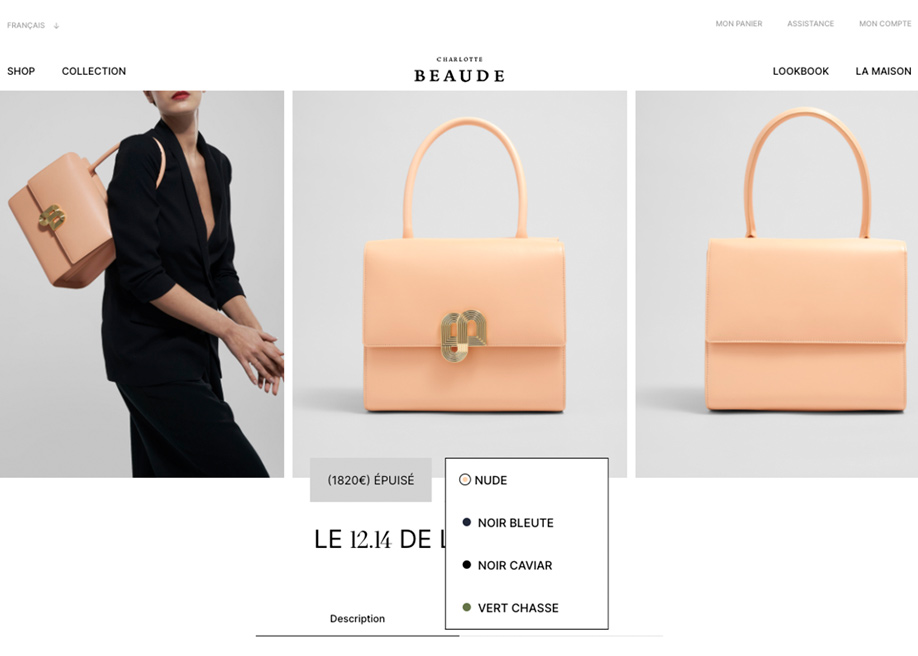 FRANÇAIS ↓
MON PANIER ASSISTANCE MON COMPTE
SHOP COLLECTION
CHARLOTTE
BEAUDE
LOOKBOOK LA MAISON
(1820€) ÉPUISÉ
NUDE
NOIR BLEUTE
NOIR CAVIAR
VERT CHASSE
LE 12.14 DE
Description